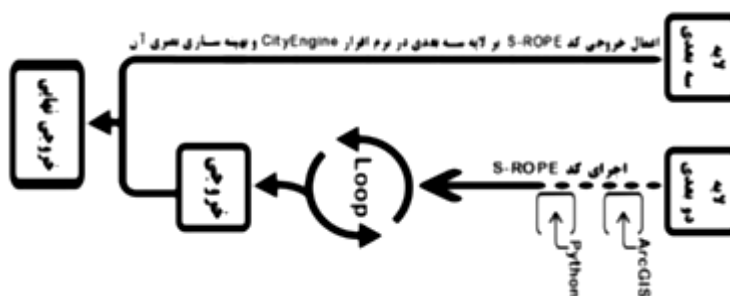 لایه
سه بعدی
اعمال خروجی کد S-ROPE بر لایه سه بعدی در نرم افزار CityEngine و بهینه سازی بصری آن
خروجی نهایی
لایه
دو بعدی
اجرای کد S-ROPE
ArcGIS
Python
Loop
خروجی